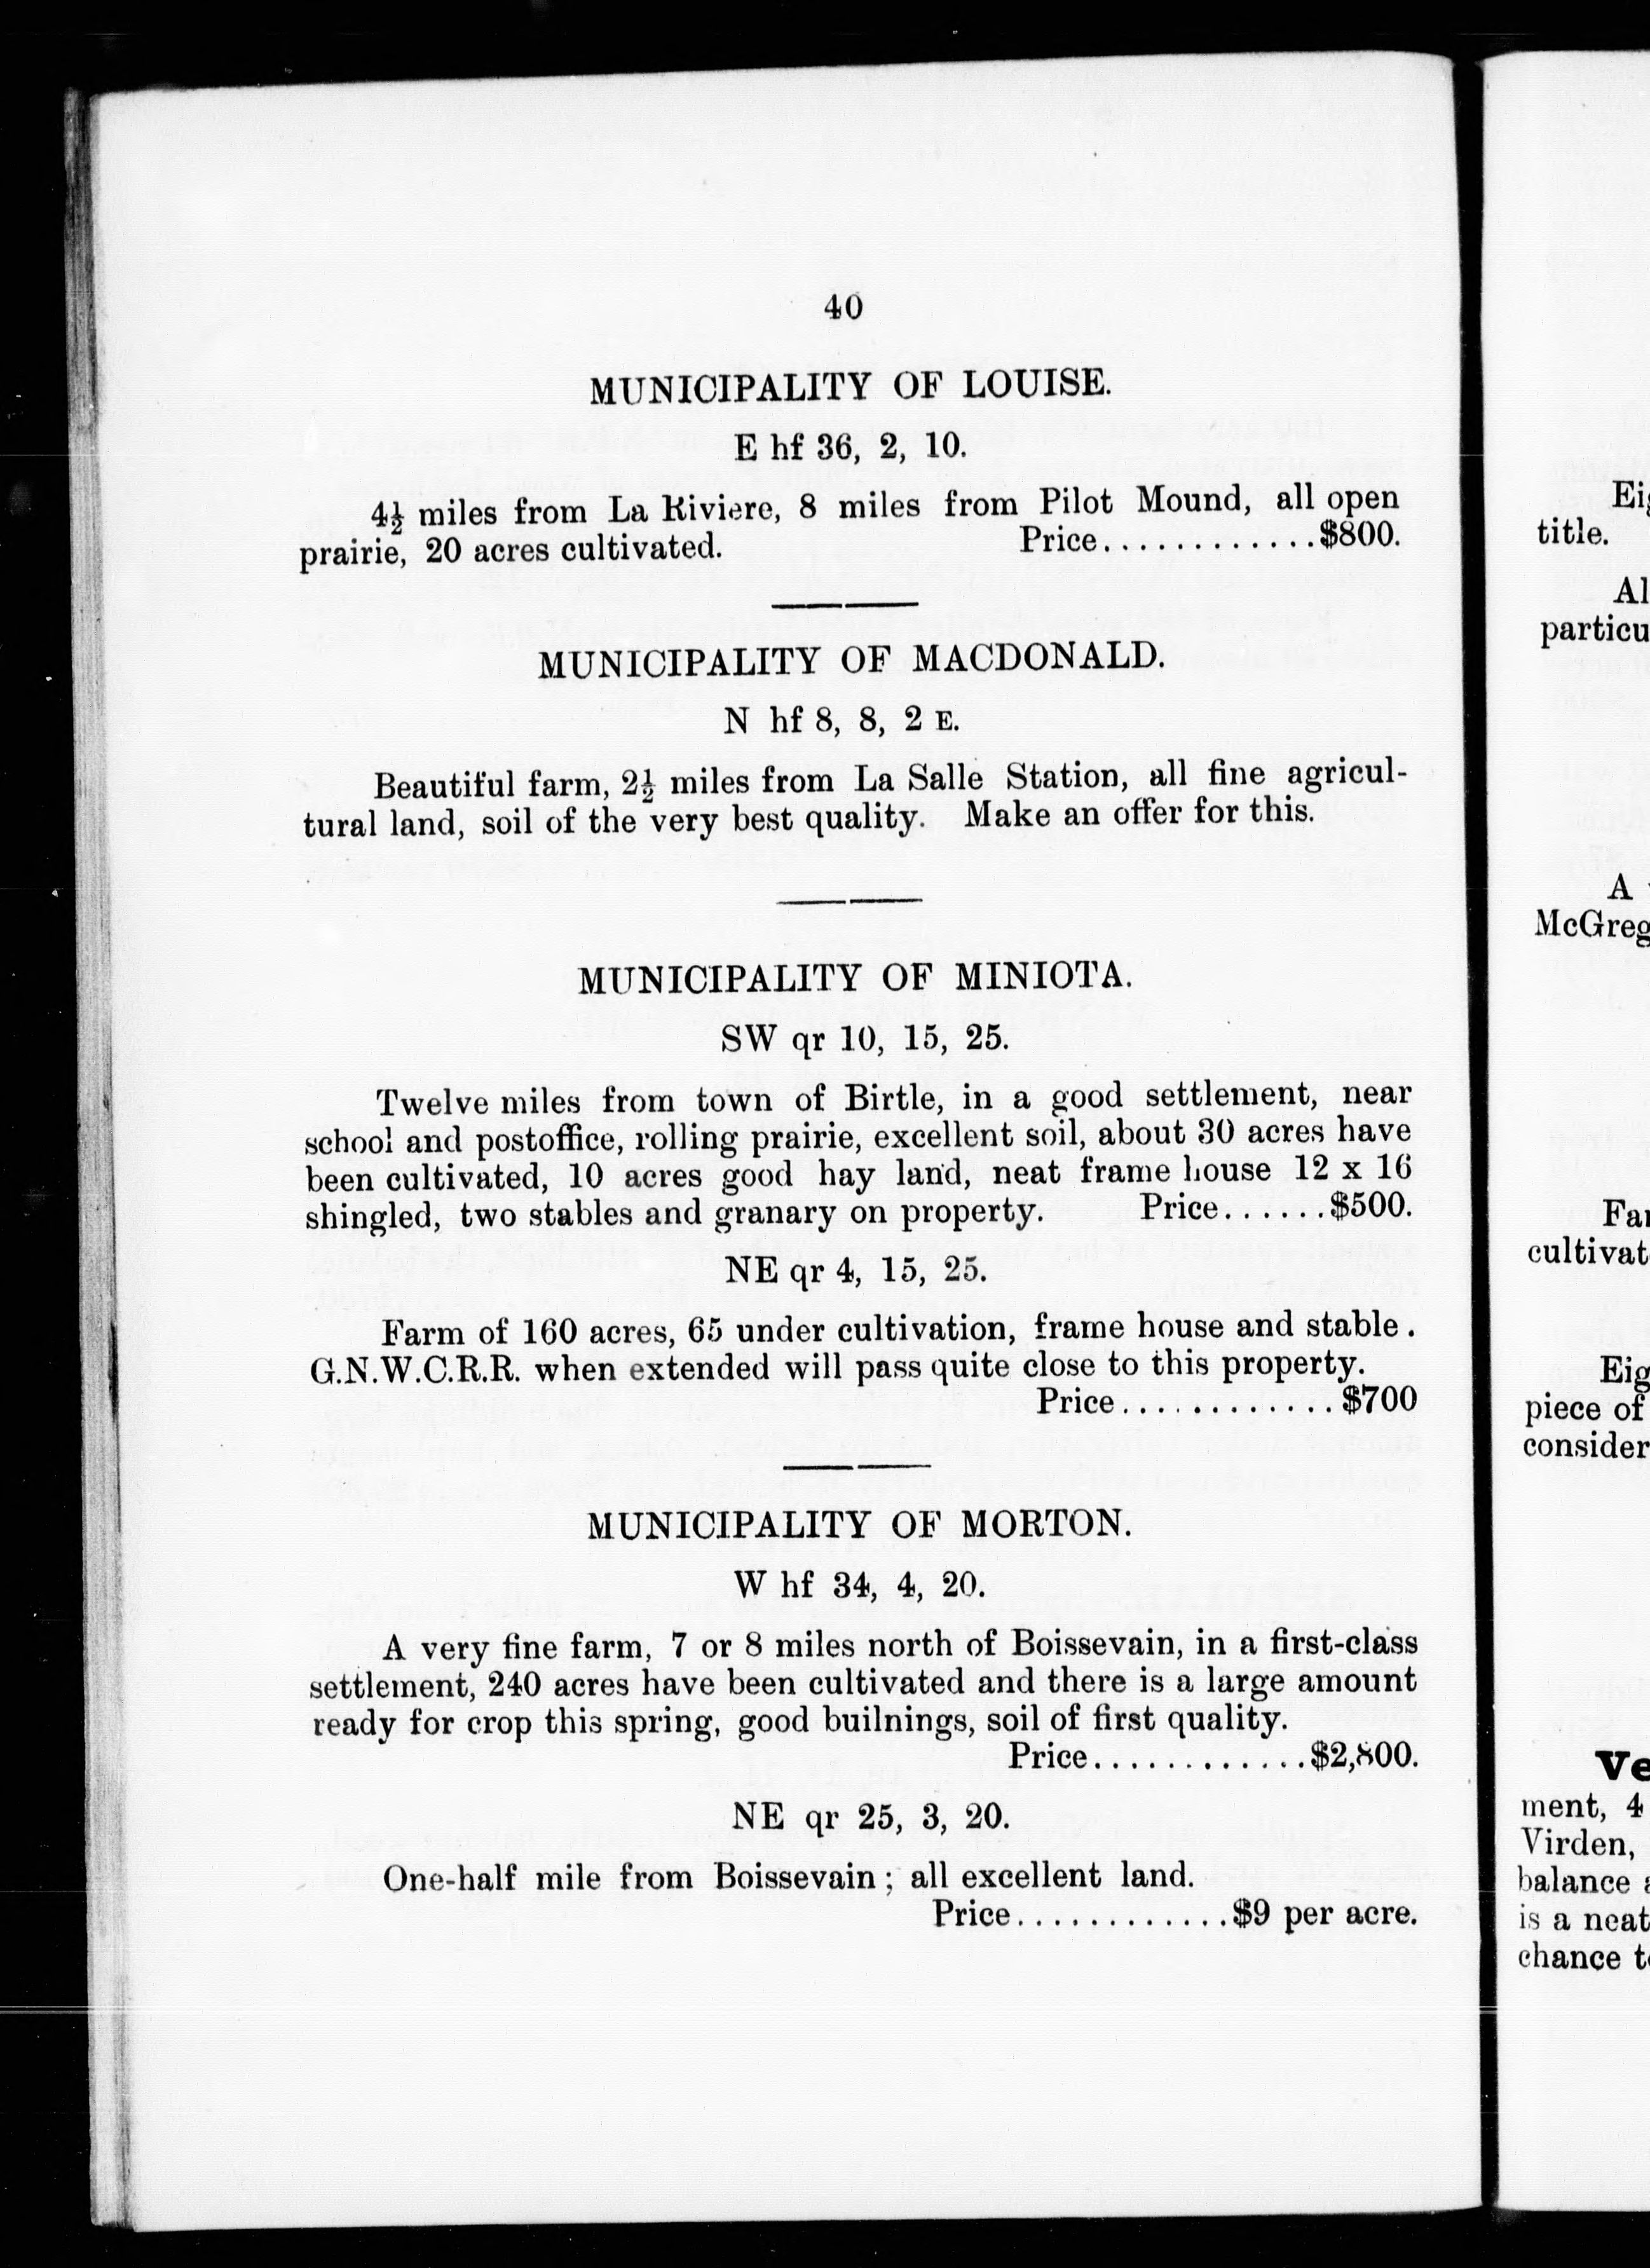 40
MUNICIPALITY OF LOUISE.
E hf 36, 2, 10.
4½ miles from La Riviere, 8 miles from Pilot Mound, all open
prairie, 20 acres cultivated. Price............$800.
MUNICIPALITY OF MACDONALD.
N hf 8, 8, 2 E.
Beautiful farm, 2½ miles from La Salle Station, all fine agricul-
tural land, soil of the very best quality. Make an offer for this.
MUNICIPALITY OF MINIOTA.
SW qr 10, 15, 25.
Twelve miles from town of Birtle, in a good settlement, near
school and postoffice, rolling prairie, excellent soil, about 30 acres have
been cultivated, 10 acres good hay land, neat frame house 12 x 16
shingled, two stables and granary on property. Price......$500.
NE qr 4, 15, 25.
Farm of 160 acres, 65 under cultivation, frame house and stable.
G.N.W.C.R.R. when extended will pass quite close to this property.
Price............$700
MUNICIPALITY OF MORTON.
W hf 34, 4, 20.
A very fine farm, 7 or 8 miles north of Boissevain, in a first-class
settlement, 240 acres have been cultivated and there is a large amount
ready for crop this spring, good builnings, soil of first quality.
Price............$2,800.
NE qr 25, 3, 20.
One-half mile from Boissevain; all excellent land.
Price............$9 per acre.
title.
A
piece of
ment, 4
Virden,
balance
is a neat
chance